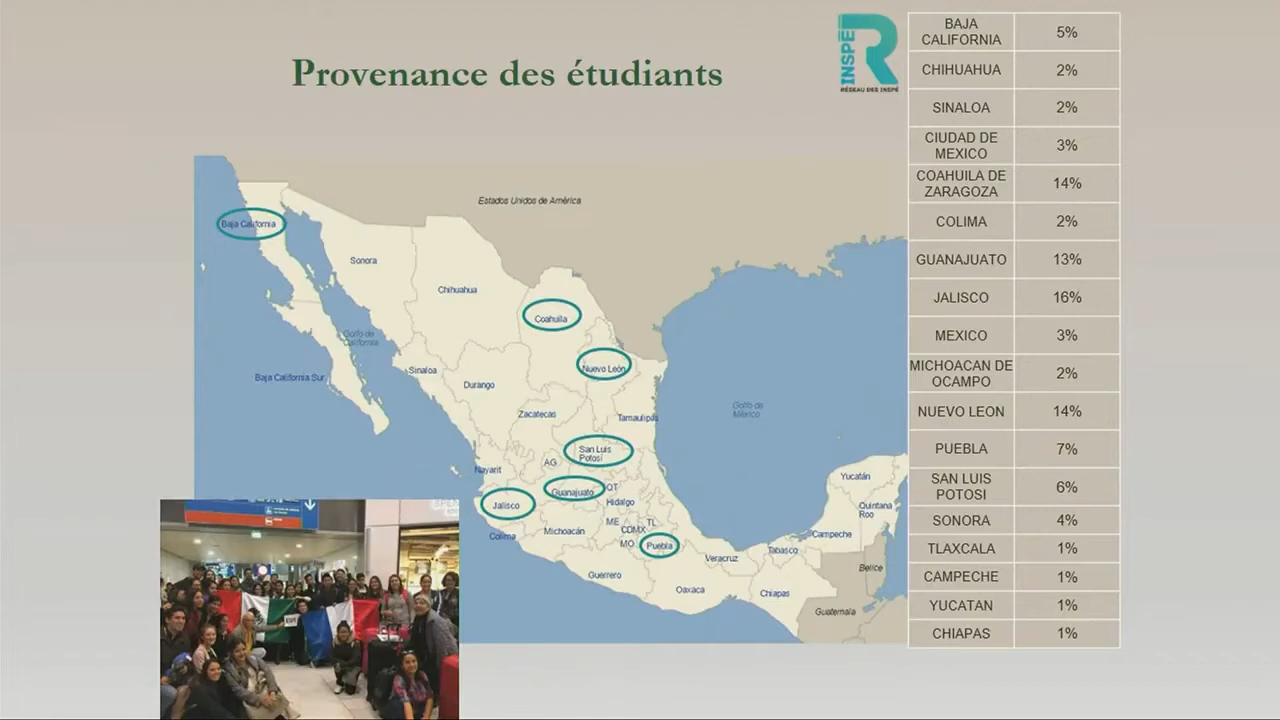 Provenance des étudiants
INSPÉ
R
RÉSEAU DES INSPÉ
BAJA
CALIFORNIA
5%
CHIHUAHUA
2%
SINALOA
2%
CIUDAD DE
MEXICO
3%
COAHUILA DE
ZARAGOZA
14%
COLIMA
2%
GUANAJUATO
13%
JALISCO
16%
MEXICO
3%
MICHOACAN DE
OCAMPO
2%
NUEVO LEON
14%
PUEBLA
7%
SAN LUIS
POTOSI
6%
SONORA
4%
TLAXCALA
1%
CAMPECHE
1%
YUCATAN
1%
CHIAPAS
1%
Estados Unidos de América
Baja California
Sonora
Chihuahua
Coahuila
Golfo de
California
Sinaloa
Nuevo León
Baja California Sur
Durango
Zacatecas
Tamaulipas
Golfo de
México
San Luis
Potosí
AG
Nayarit
Guanajuato
QT
Hidalgo
Jalisco
Yucatán
Quintana
Roo
ME
TL
CDMX
Michoacán
Colima
MO
Puebla
Campeche
Veracruz
Tabasco
Guerrero
Oaxaca
Chiapas
Belice
Guatemala